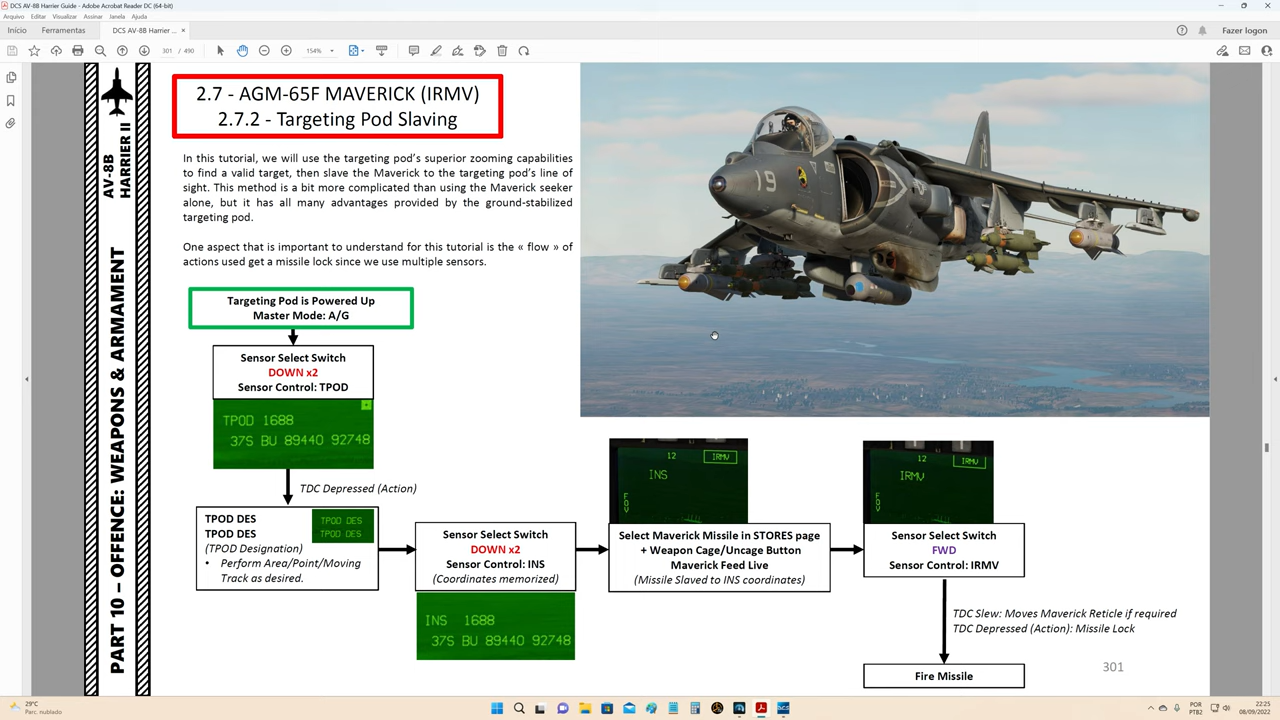 DCS AV-8B Harrier Guide - Adobe Acrobat Reader DC (64-bit)
Arquivo Editar Visualizar Assinar Janela Ajuda
Início Ferramentas DCS AV-8B Harrier ... × Fazer logon
301 / 490 154%
AV-8B
HARRIER II
PART 10 – OFFENCE: WEAPONS & ARMAMENT
2.7 - AGM-65F MAVERICK (IRMV)
2.7.2 - Targeting Pod Slaving
In this tutorial, we will use the targeting pod's superior zooming capabilities
to find a valid target, then slave the Maverick to the targeting pod's line of
sight. This method is a bit more complicated than using the Maverick seeker
alone, but it has all many advantages provided by the ground-stabilized
targeting pod.
One aspect that is important to understand for this tutorial is the « flow » of
actions used get a missile lock since we use multiple sensors.
19
Targeting Pod is Powered Up
Master Mode: A/G
Sensor Select Switch
DOWN x2
Sensor Control: TPOD
TPOD 1688
37S BU 89440 92748
TDC Depressed (Action)
TPOD DES
TPOD DES
(TPOD Designation)
• Perform Area/Point/Moving
Track as desired.
TPOD DES
TPOD DES
Sensor Select Switch
DOWN x2
Sensor Control: INS
(Coordinates memorized)
INS 1688
37S BU 89440 92748
12 IRMV
INS
FOV
Select Maverick Missile in STORES page
+ Weapon Cage/Uncage Button
Maverick Feed Live
(Missile Slaved to INS coordinates)
12 IRMV
IRMV
FOV
Sensor Select Switch
FWD
Sensor Control: IRMV
TDC Slew: Moves Maverick Reticle if required
TDC Depressed (Action): Missile Lock
Fire Missile
301
29°C
Parc. nublado
POR
PTB2
22:25
08/09/2022